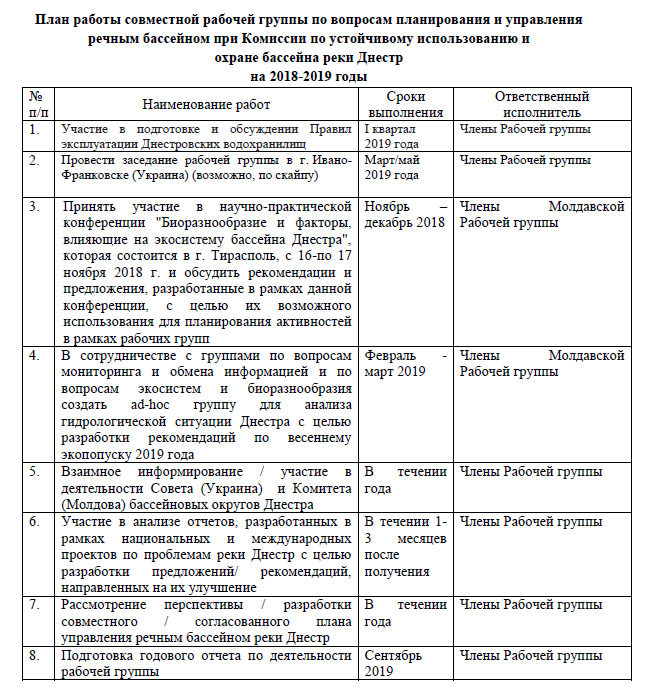 План работы совместной рабочей группы по вопросам планирования и управления
речным бассейном при Комиссии по устойчивому использованию и
охране бассейна реки Днестр
на 2018-2019 годы
№ п/п
Наименование работ
Сроки выполнения
Ответственный исполнитель
1.
Участие в подготовке и обсуждении Правил
эксплуатации Днестровских водохранилищ
I квартал
2019 года
Члены Рабочей группы
2.
Провести заседание рабочей группы в г. Ивано-
Франковске (Украина) (возможно, по скайпу)
Март/май
2019 года
Члены Рабочей группы
3.
Принять участие в научно-практической
конференции "Биоразнообразие и факторы,
влияющие на экосистему бассейна Днестра",
которая состоится в г. Тирасполь, с 16-по 17
ноября 2018 г. и обсудить рекомендации и
предложения, разработанные в рамках данной
конференции, с целью их возможного
использования для планирования активностей
в рамках рабочих групп
Ноябрь –
декабрь 2018
Члены Молдавской
Рабочей группы
4.
В сотрудничестве с группами по вопросам
мониторинга и обмена информацией и по
вопросам экосистем и биоразнообразия
создать ad-hoc группу для анализа
гидрологической ситуации Днестра с целью
разработки рекомендаций по весеннему
экопопуску 2019 года
Февраль -
март 2019
Члены Молдавской
Рабочей группы
5.
Взаимное информирование / участие в
деятельности Совета (Украина) и Комитета
(Молдова) бассейновых округов Днестра
В течении
года
Члены Рабочей группы
6.
Участие в анализе отчетов, разработанных в
рамках национальных и международных
проектов по проблемам реки Днестр с целью
разработки предложений/ рекомендаций,
направленных на их улучшение
В течении 1-
3 месяцев
после
получения
Члены Рабочей группы
7.
Рассмотрение перспективы / разработки
совместного / согласованного плана
управления речным бассейном реки Днестр
В течении
года
Члены Рабочей группы
8.
Подготовка годового отчета по деятельности
рабочей группы
Сентябрь
2019
Члены Рабочей группы